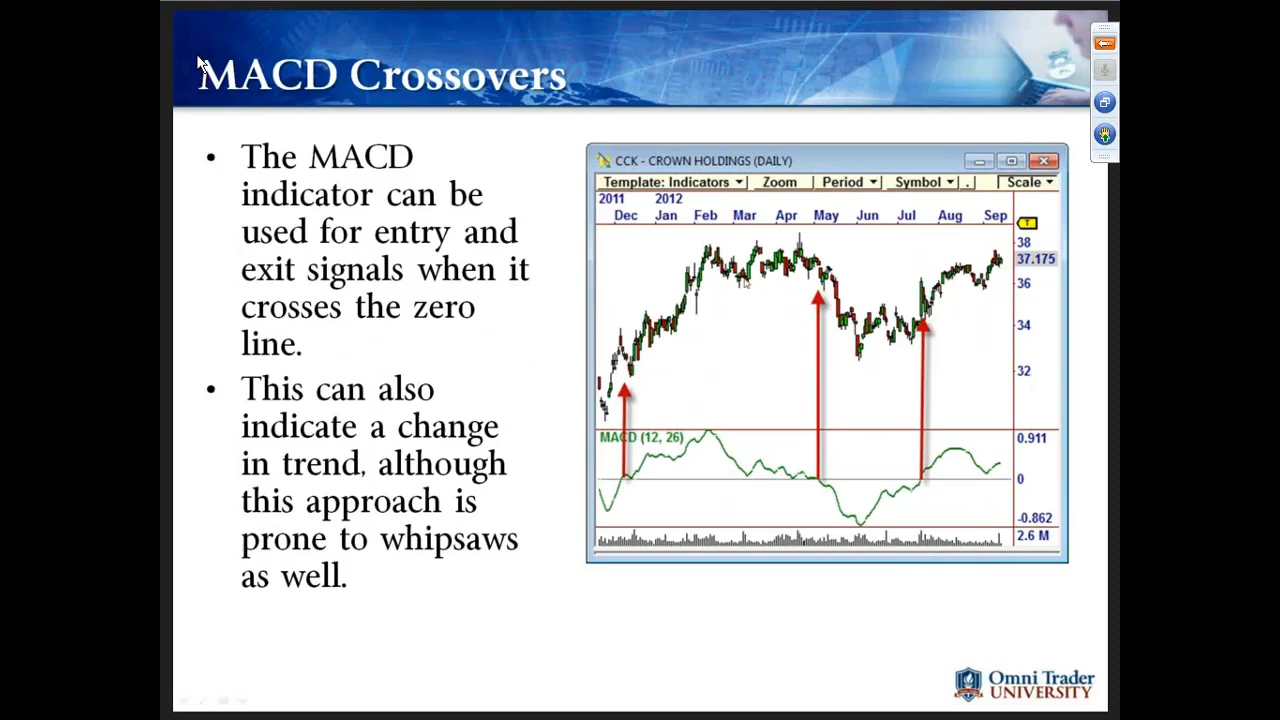 MACD Crossovers
• The MACD
indicator can be
used for entry and
exit signals when it
crosses the zero
line.
• This can also
indicate a change
in trend, although
this approach is
prone to whipsaws
as well.
CCK - CROWN HOLDINGS (DAILY)
Template: Indicators Zoom Period Symbol . Scale
2011 2012
Dec Jan Feb Mar Apr May Jun Jul Aug Sep
T
38
37.175
36
34
32
MACD (12, 26)
0.911
0
-0.862
2.6 M
Omni Trader
UNIVERSITY